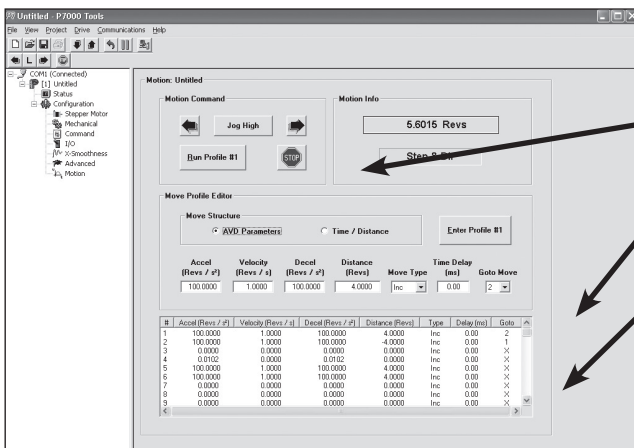 Untitled - P7000 Tools
File View Project Drive Communications Help
COM1 (Connected)
[1] Untitled
Status
Configuration
Stepper Motor
Mechanical
Command
I/O
X-Smoothness
Advanced
Motion
Motion: Untitled
Motion Command
L
Jog High
Run Profile #1
STOP
Motion Info
5.6015 Revs
Step & Dir
Move Profile Editor
Move Structure
AVD Parameters Time / Distance
Enter Profile #1
Accel Velocity Decel Distance Time Delay
(Revs / s²) (Revs / s) (Revs / s²) (Revs) Move Type (ms) Goto Move
100.0000 1.0000 100.0000 4.0000 Inc 0.00 2
# Accel (Revs / s²) Velocity (Revs / s) Decel (Revs / s²) Distance (Revs) Type Delay (ms) Goto
1 100.0000 1.0000 100.0000 4.0000 Inc 0.00 2
2 100.0000 1.0000 100.0000 -4.0000 Inc 0.00 1
3 0.0000 0.0000 0.0000 0.0000 Inc 0.00 X
4 0.0102 0.0000 0.0102 0.0000 Inc 0.00 X
5 100.0000 1.0000 100.0000 4.0000 Inc 0.00 X
6 100.0000 1.0000 100.0000 4.0000 Inc 0.00 X
7 0.0000 0.0000 0.0000 0.0000 Inc 0.00 X
8 0.0000 0.0000 0.0000 0.0000 Inc 0.00 X
9 0.0000 0.0000 0.0000 0.0000 Inc 0.00 X